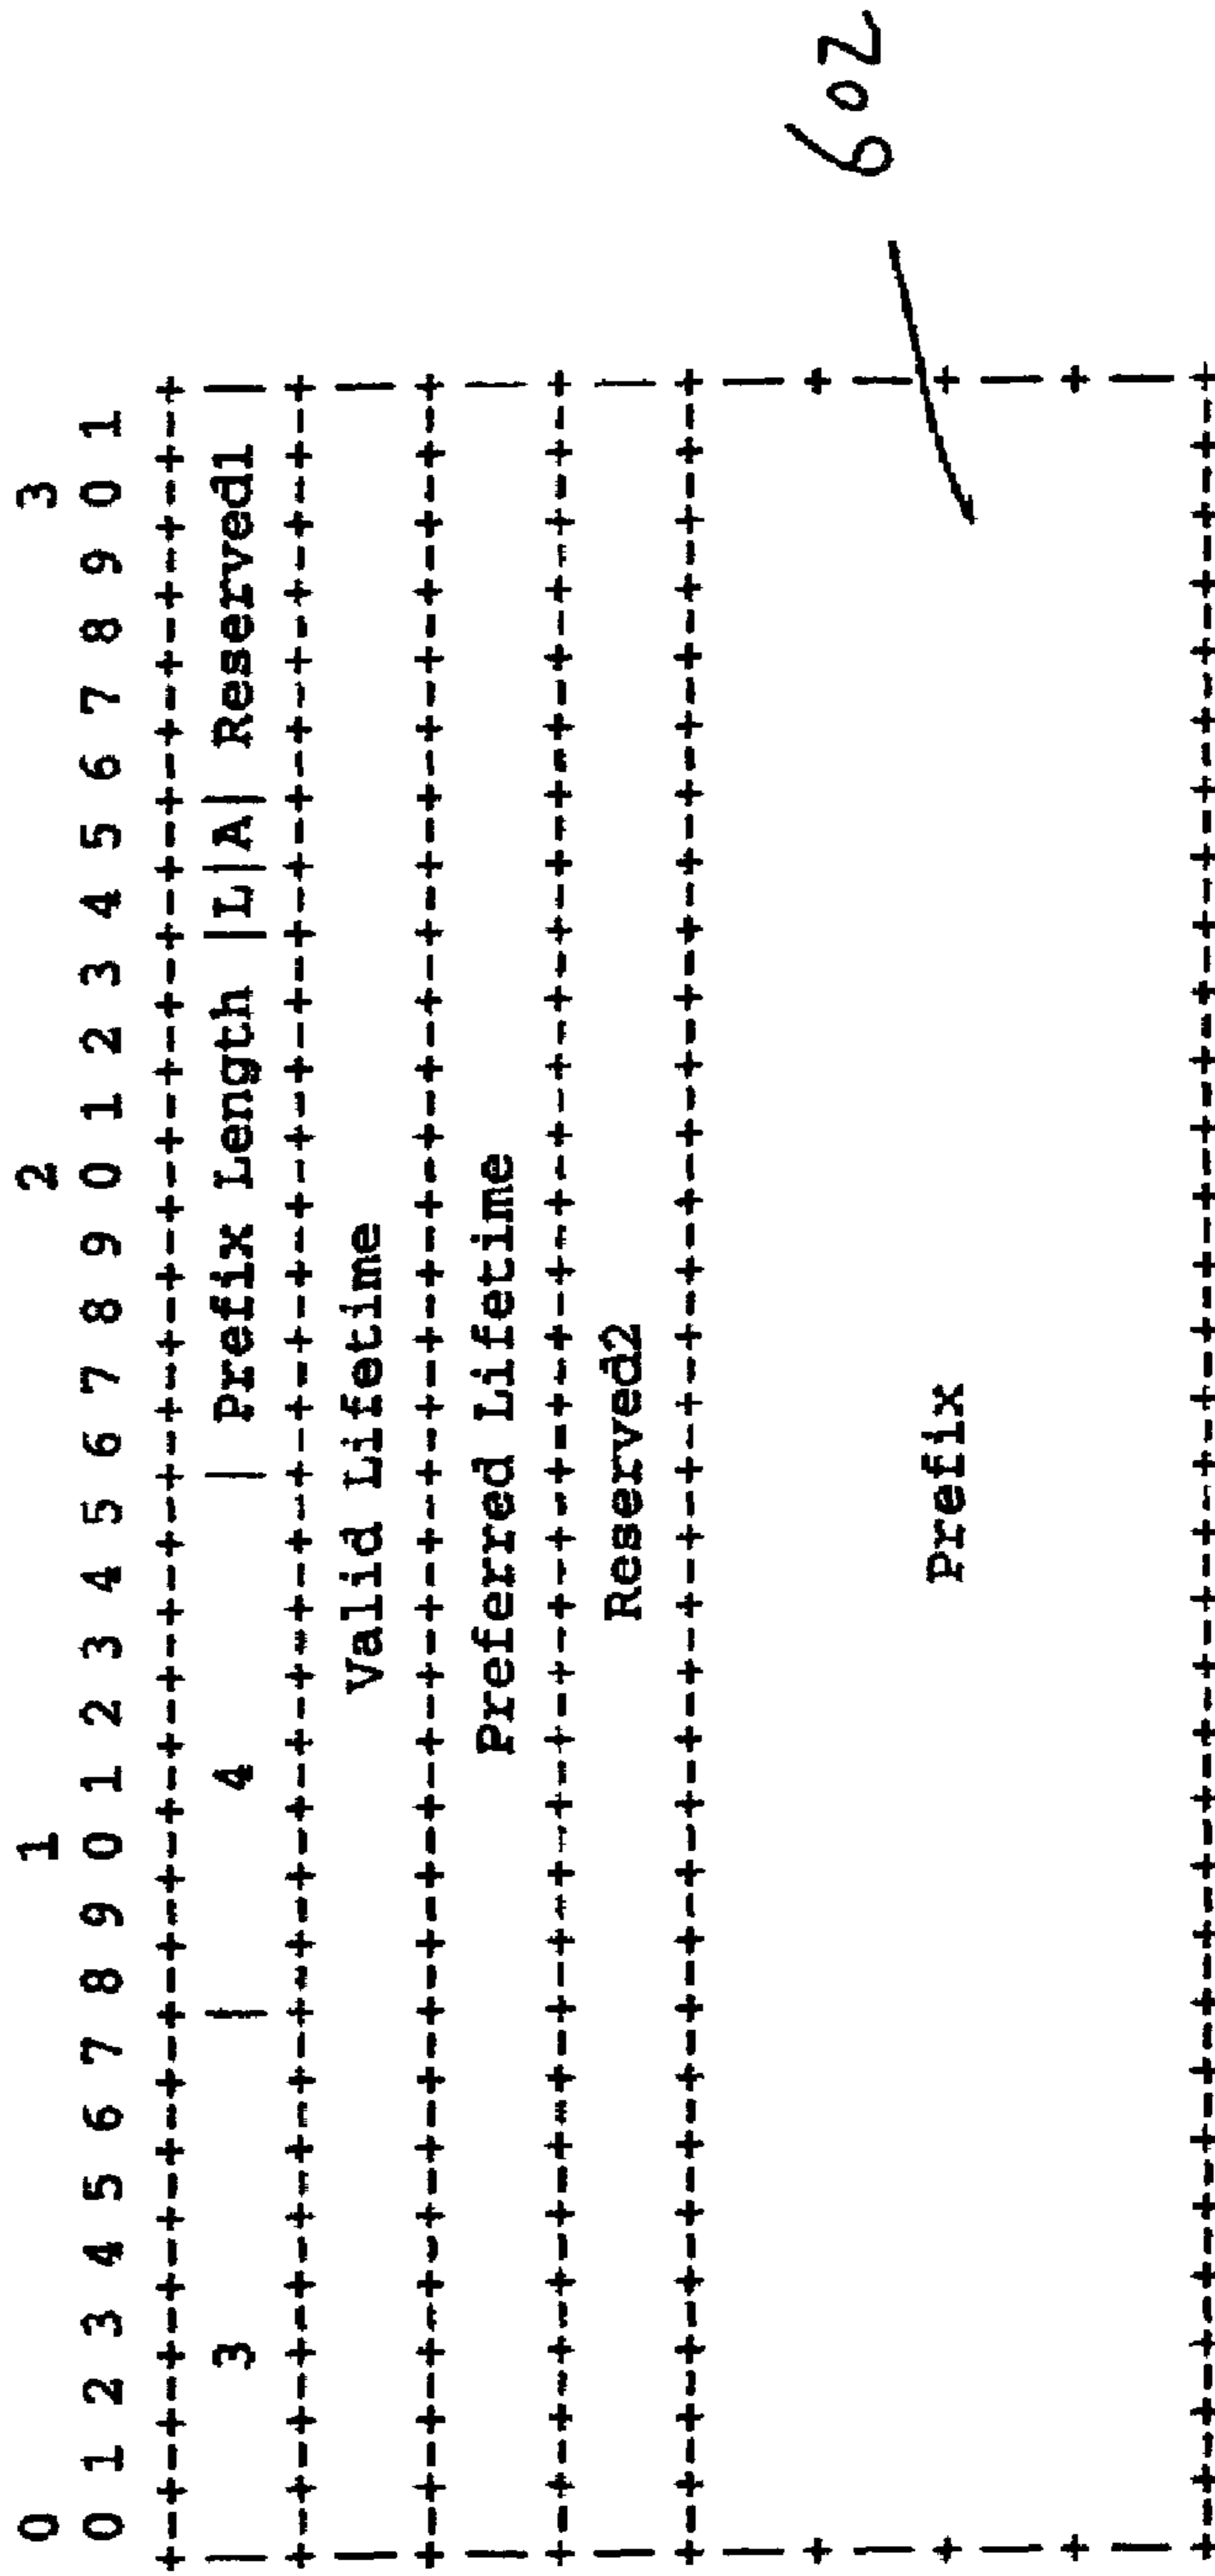 0                   1                   2                   3
0 1 2 3 4 5 6 7 8 9 0 1 2 3 4 5 6 7 8 9 0 1 2 3 4 5 6 7 8 9 0 1
+-+-+-+-+-+-+-+-+-+-+-+-+-+-+-+-+-+-+-+-+-+-+-+-+-+-+-+-+-+-+-+-+
| 3 | 4 | Prefix Length |L|A| Reserved1 |
+-+-+-+-+-+-+-+-+-+-+-+-+-+-+-+-+-+-+-+-+-+-+-+-+-+-+-+-+-+-+-+-+
| Valid Lifetime |
+-+-+-+-+-+-+-+-+-+-+-+-+-+-+-+-+-+-+-+-+-+-+-+-+-+-+-+-+-+-+-+-+
| Preferred Lifetime |
+-+-+-+-+-+-+-+-+-+-+-+-+-+-+-+-+-+-+-+-+-+-+-+-+-+-+-+-+-+-+-+-+
| Reserved2 |
+-+-+-+-+-+-+-+-+-+-+-+-+-+-+-+-+-+-+-+-+-+-+-+-+-+-+-+-+-+-+-+-+
| |
+ +
| Prefix |
+ +
| |
+-+-+-+-+-+-+-+-+-+-+-+-+-+-+-+-+-+-+-+-+-+-+-+-+-+-+-+-+-+-+-+-+
602